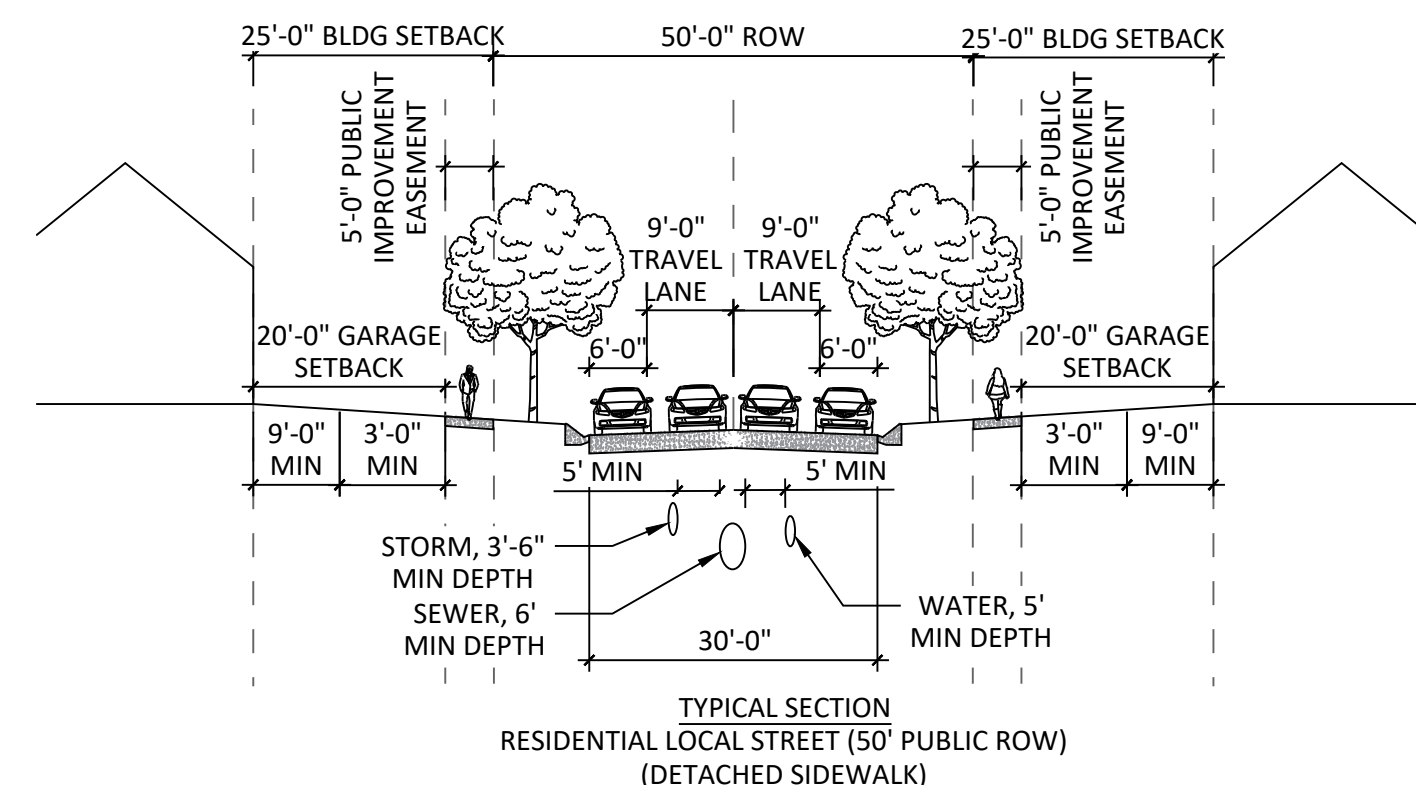 25'-0" BLDG SETBACK
50'-0" ROW
25'-0" BLDG SETBACK
5'-0" PUBLIC
IMPROVEMENT
EASEMENT
5'-0" PUBLIC
IMPROVEMENT
EASEMENT
9'-0"
TRAVEL
LANE
9'-0"
TRAVEL
LANE
20'-0" GARAGE
SETBACK
6'-0"
6'-0"
20'-0" GARAGE
SETBACK
9'-0"
MIN
3'-0"
MIN
3'-0"
MIN
9'-0"
MIN
5' MIN
5' MIN
STORM, 3'-6"
MIN DEPTH
SEWER, 6'
MIN DEPTH
WATER, 5'
MIN DEPTH
30'-0"
TYPICAL SECTION
RESIDENTIAL LOCAL STREET (50' PUBLIC ROW)
(DETACHED SIDEWALK)